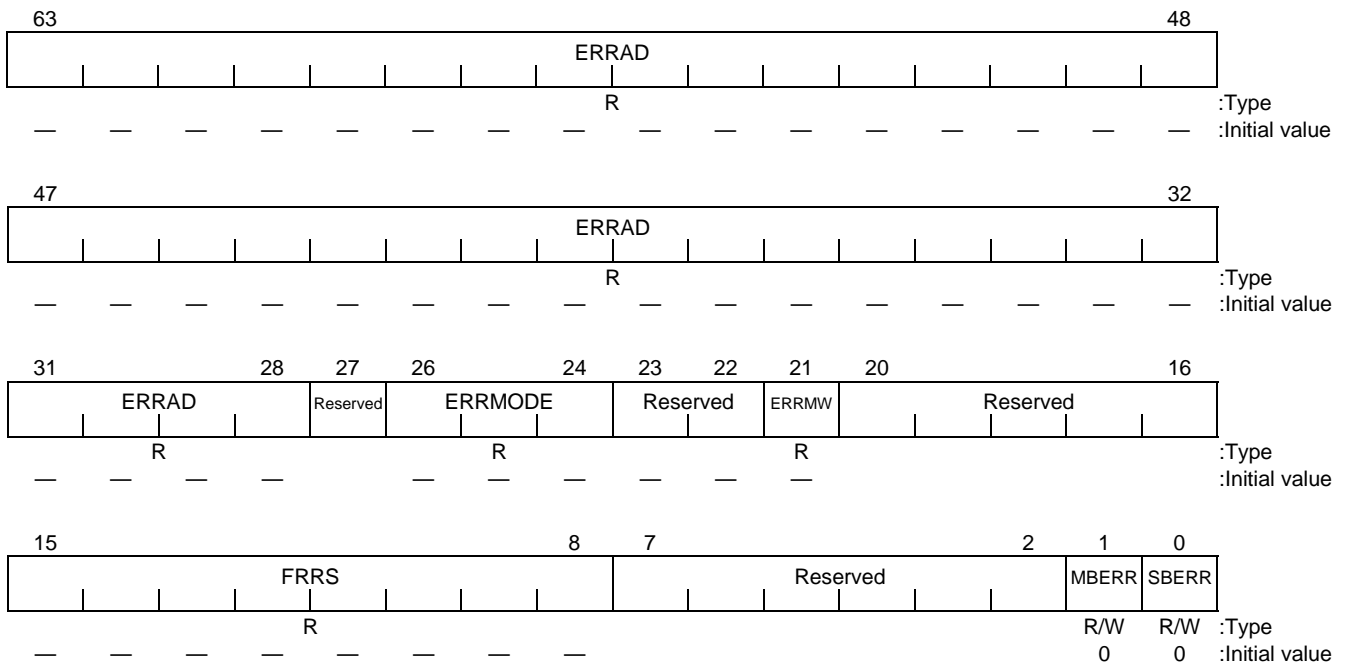 63 48
ERRAD
R :Type
— — — — — — — — — — — — — — — — :Initial value
47 32
ERRAD
R :Type
— — — — — — — — — — — — — — — — :Initial value
31 28 27 26 24 23 22 21 20 16
ERRAD Reserved ERRMODE Reserved ERRMW Reserved
R R R :Type
— — — — — — — — — — :Initial value
15 8 7 2 1 0
FRRS Reserved MBERR SBERR
R R/W R/W :Type
— — — — — — — — 0 0 :Initial value